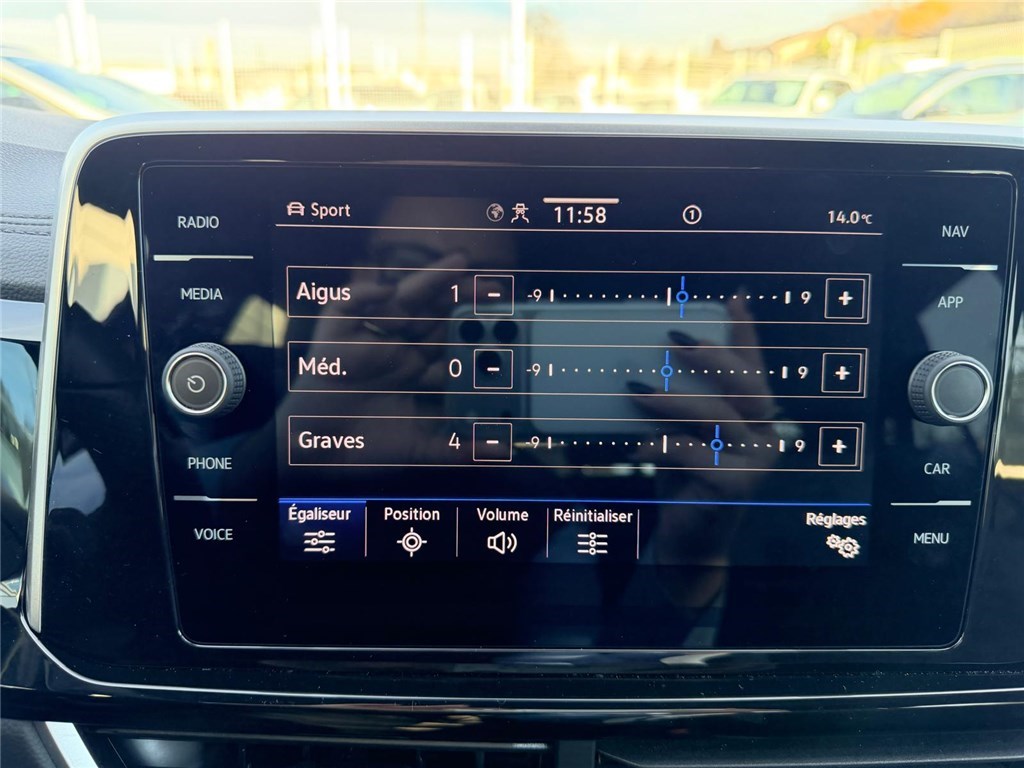 RADIO
MEDIA
PHONE
VOICE
Sport
11:58
1
14.0°C
Aigus 1 - -9 9 +
Méd. 0 - -9 9 +
Graves 4 - -9 9 +
Égaliseur
Position
Volume
Réinitialiser
Réglages
NAV
APP
CAR
MENU